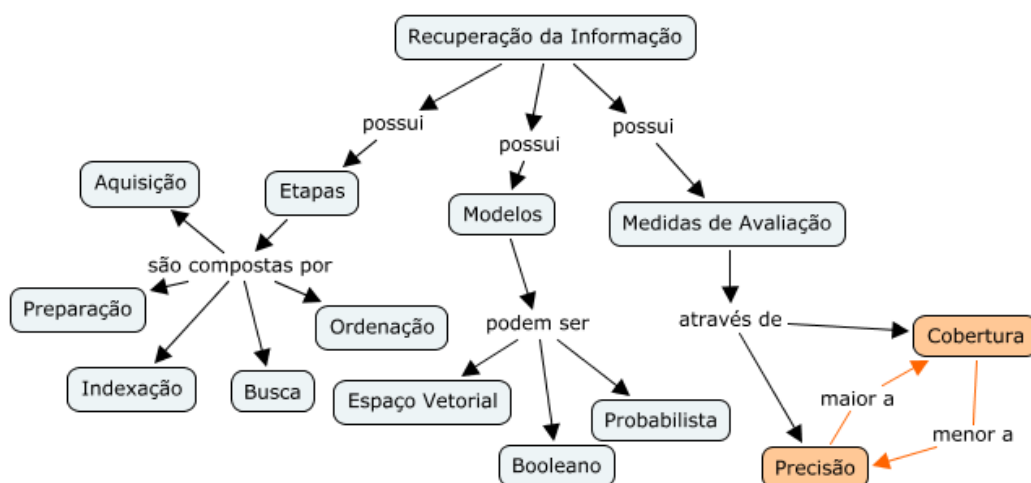 Recuperação da Informação
possui
possui
possui
Aquisição
Etapas
Modelos
Medidas de Avaliação
são compostas por
Preparação
Ordenação
podem ser
através de
Cobertura
Indexação
Busca
Espaço Vetorial
Probabilista
maior a
menor a
Booleano
Precisão